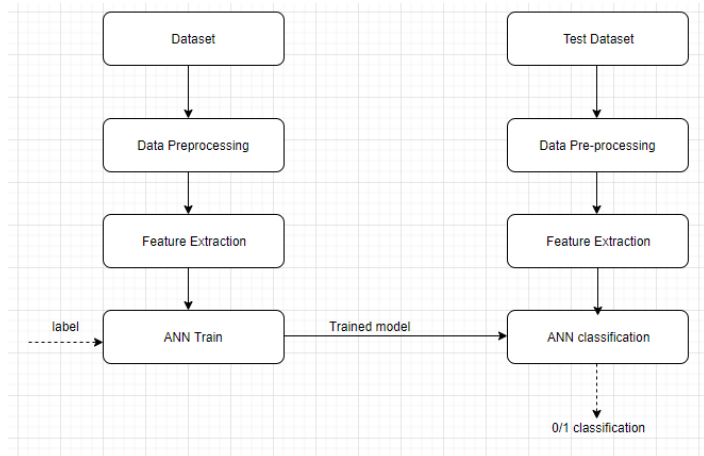 Dataset
Test Dataset
Data Preprocessing
Data Pre-processing
Feature Extraction
Feature Extraction
label
ANN Train
Trained model
ANN classification
0/1 classification